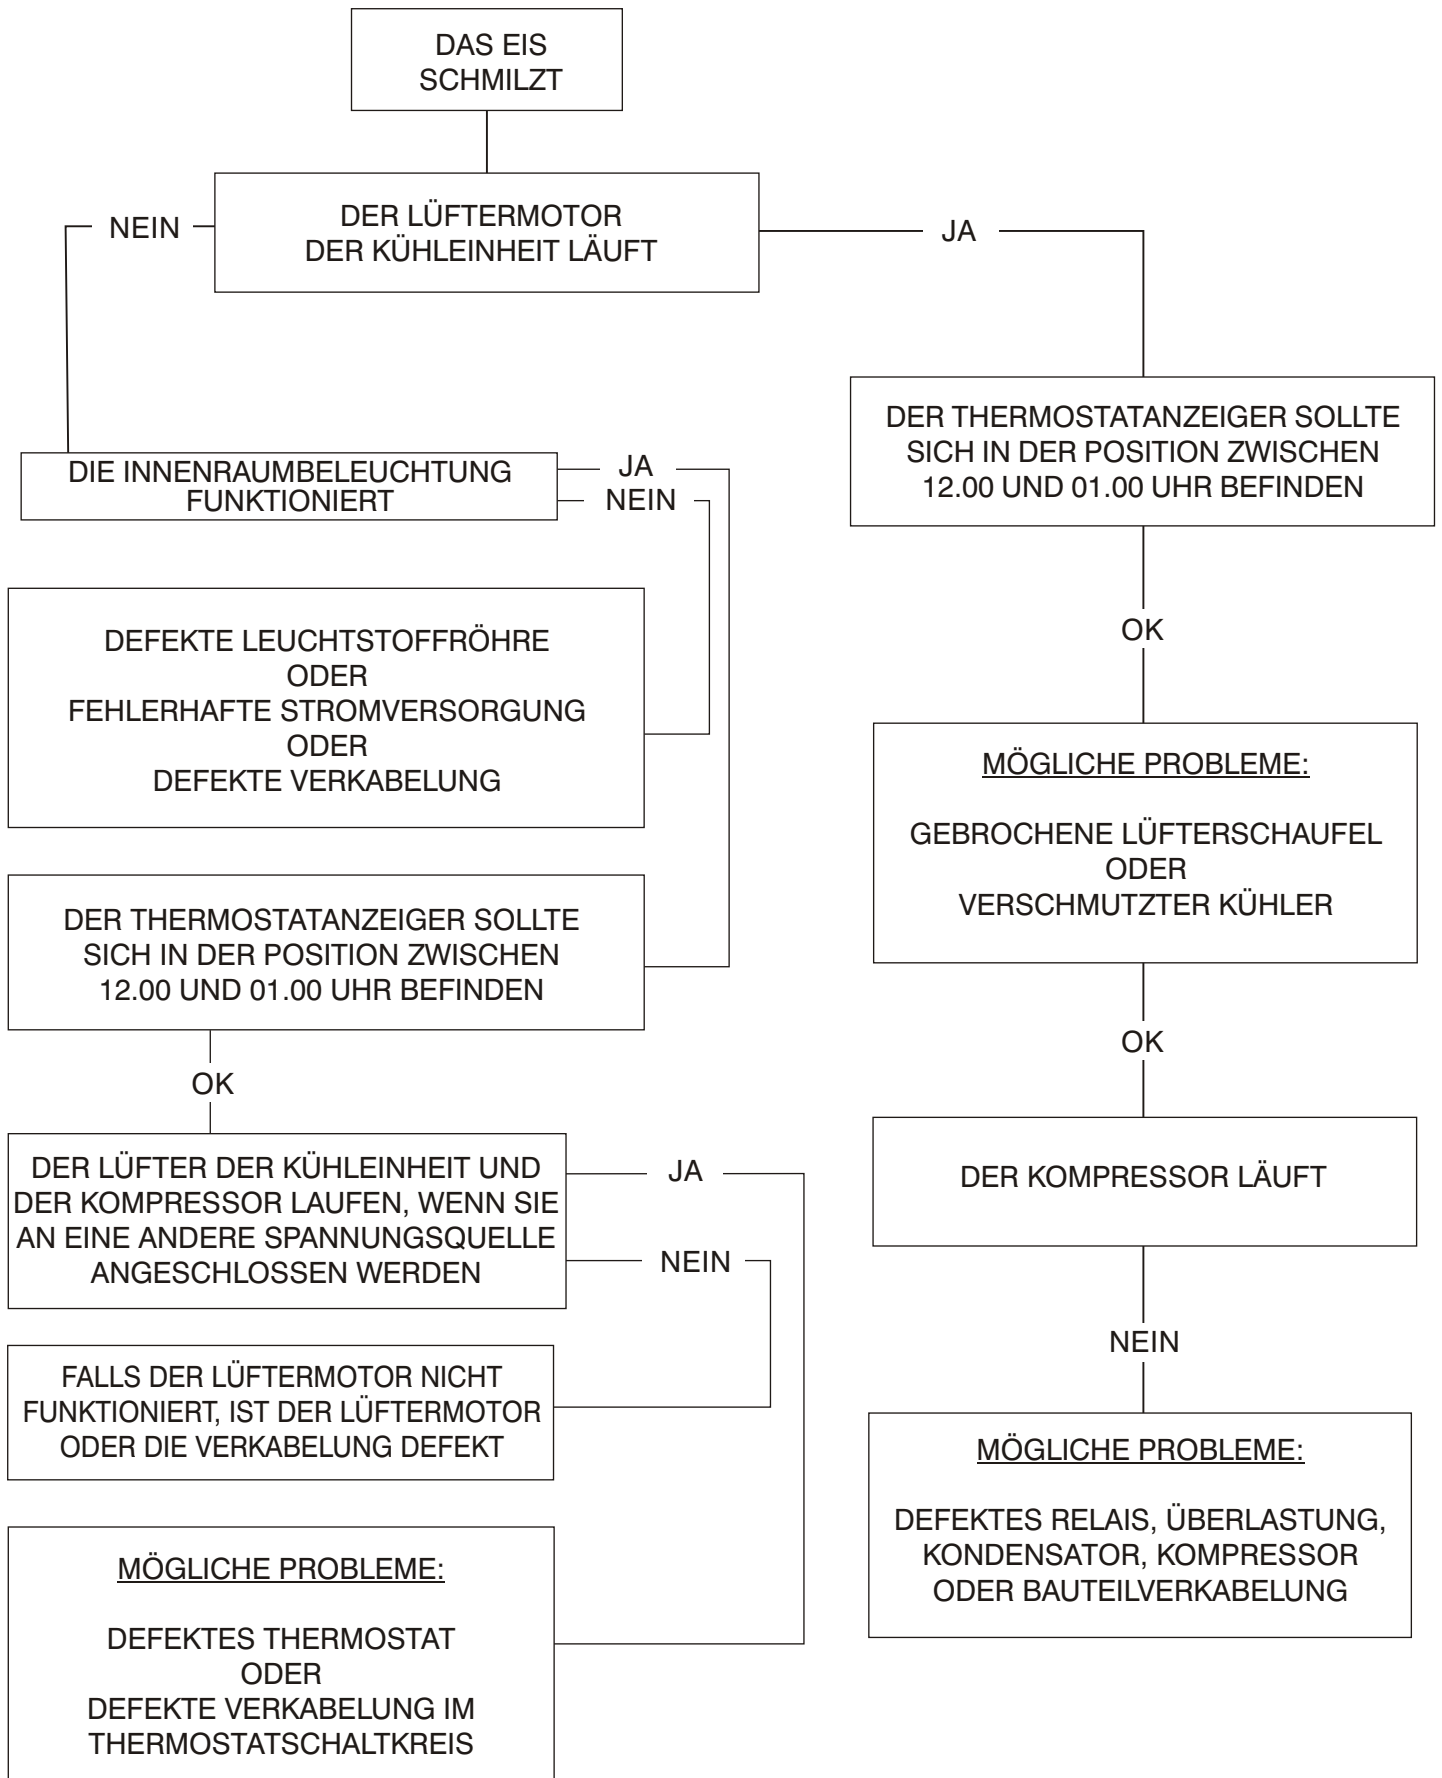 DAS EIS
SCHMILZT
DER LÜFTERMOTOR
DER KÜHLEINHEIT LÄUFT
NEIN
JA
DIE INNENRAUMBELEUCHTUNG
FUNKTIONIERT
JA
NEIN
DEFEKTE LEUCHTSTOFFRÖHRE
ODER
FEHLERHAFTE STROMVERSORGUNG
ODER
DEFEKTE VERKABELUNG
DER THERMOSTATANZEIGER SOLLTE
SICH IN DER POSITION ZWISCHEN
12.00 UND 01.00 UHR BEFINDEN
OK
DER LÜFTER DER KÜHLEINHEIT UND
DER KOMPRESSOR LAUFEN, WENN SIE
AN EINE ANDERE SPANNUNGSQUELLE
ANGESCHLOSSEN WERDEN
JA
NEIN
FALLS DER LÜFTERMOTOR NICHT
FUNKTIONIERT, IST DER LÜFTERMOTOR
ODER DIE VERKABELUNG DEFEKT
MÖGLICHE PROBLEME:
DEFEKTES THERMOSTAT
ODER
DEFEKTE VERKABELUNG IM
THERMOSTATSCHALTKREIS
DER THERMOSTATANZEIGER SOLLTE
SICH IN DER POSITION ZWISCHEN
12.00 UND 01.00 UHR BEFINDEN
OK
MÖGLICHE PROBLEME:
GEBROCHENE LÜFTERSCHAUFEL
ODER
VERSCHMUTZTER KÜHLER
OK
DER KOMPRESSOR LÄUFT
NEIN
MÖGLICHE PROBLEME:
DEFEKTES RELAIS, ÜBERLASTUNG,
KONDENSATOR, KOMPRESSOR
ODER BAUTEILVERKABELUNG